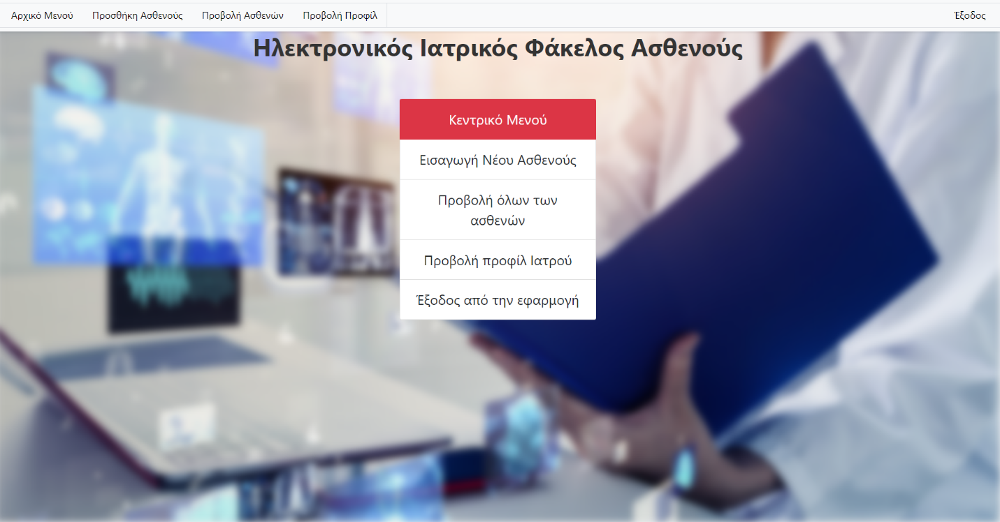 Αρχικό Μενού Προσθήκη Ασθενούς Προβολή Ασθενών Προβολή Προφίλ Έξοδος
Ηλεκτρονικός Ιατρικός Φάκελος Ασθενούς
Κεντρικό Μενού
Εισαγωγή Νέου Ασθενούς
Προβολή όλων των
ασθενών
Προβολή προφίλ Ιατρού
Έξοδος από την εφαρμογή